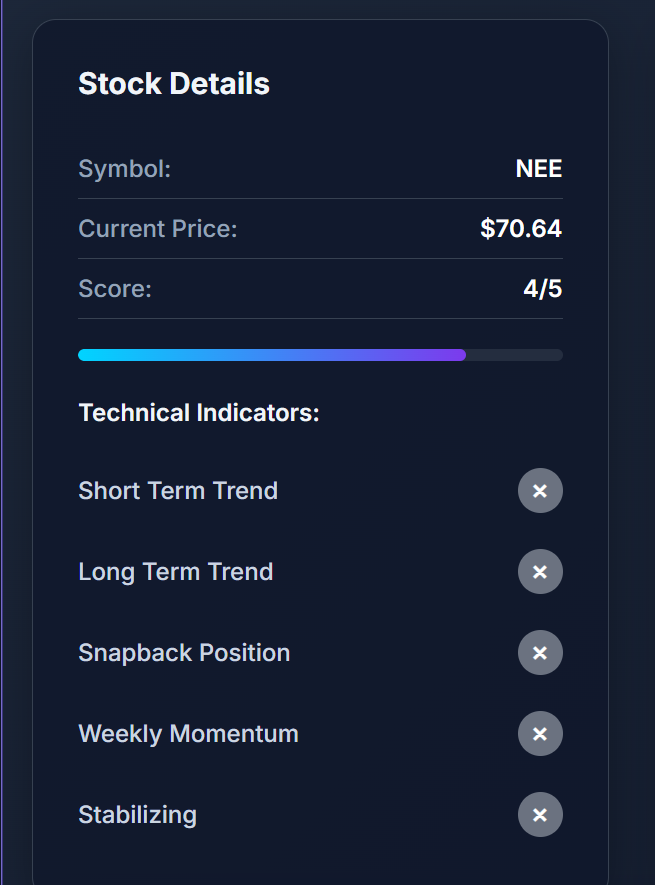 Stock Details
Symbol: NEE
Current Price: $70.64
Score: 4/5
Technical Indicators:
Short Term Trend ×
Long Term Trend ×
Snapback Position ×
Weekly Momentum ×
Stabilizing ×